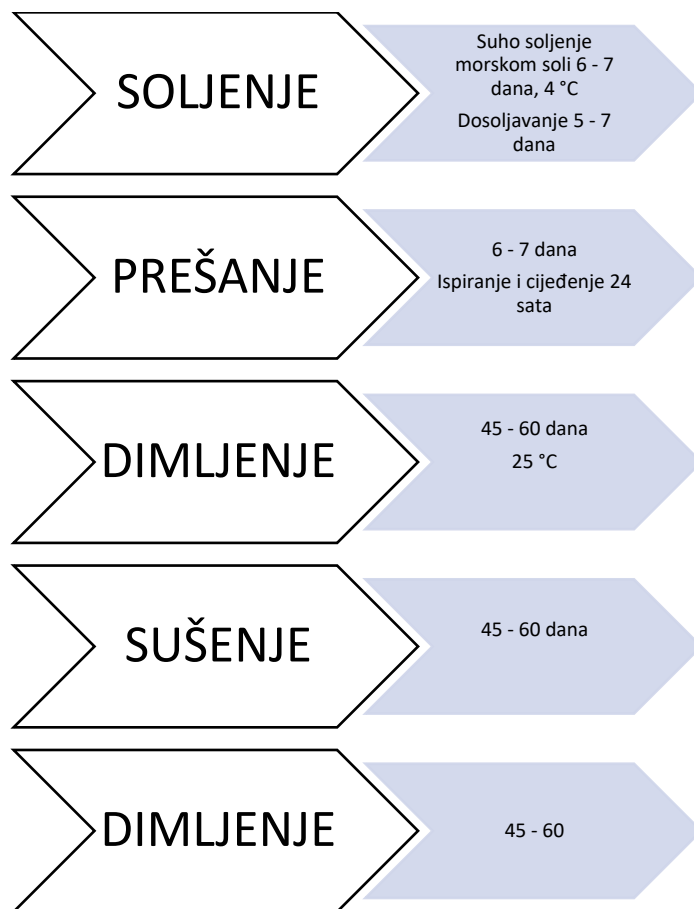 SOLJENJE
Suho soljenje
morskom soli 6 - 7
dana, 4 °C
Dosoljavanje 5 - 7
dana
PREŠANJE
6 - 7 dana
Ispiranje i cijeđenje 24
sata
DIMLJENJE
45 - 60 dana
25 °C
SUŠENJE
45 - 60 dana
DIMLJENJE
45 - 60